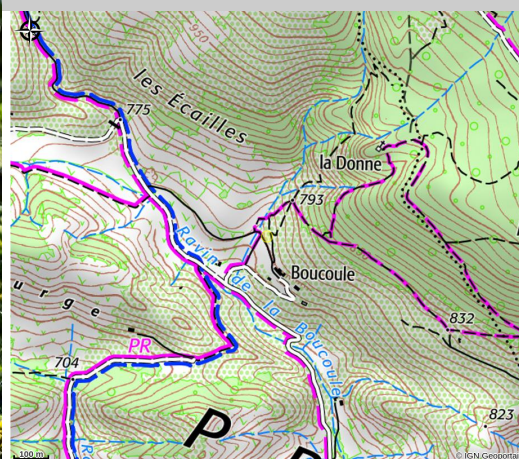 950
les Écailles
775
la Donne
793
Ravin de la Boucoule
Boucoule
urge
832
PR
704
823
P
R
100 m
© IGN Geoportai